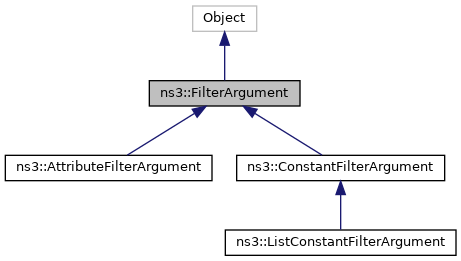 Object
ns3::FilterArgument
ns3::AttributeFilterArgument
ns3::ConstantFilterArgument
ns3::ListConstantFilterArgument